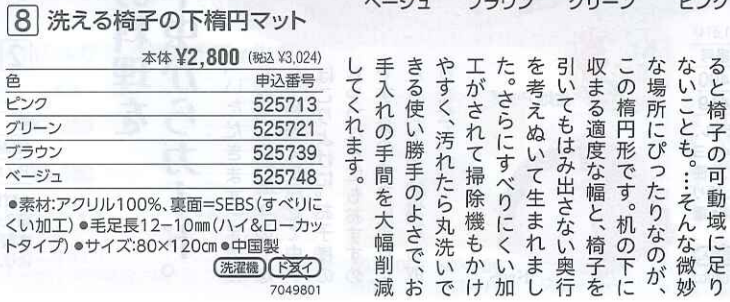 ベージュ ブラウン グリーン ピンク
8 洗える椅子の下楕円マット
本体 ¥2,800 (税込 ¥3,024)
色 申込番号
ピンク 525713
グリーン 525721
ブラウン 525739
ベージュ 525748
●素材:アクリル100%、裏面=SEBS(すべりに
くい加工)●毛足長12−10㎜(ハイ&ローカッ
トタイプ)●サイズ:80×120㎝●中国製
洗濯機 ドライ
7049801
ると椅子の可動域に足り
ないことも。…そんな微妙
な場所にぴったりなのが、
この楕円形です。机の下に
収まる適度な幅と、椅子を
引いてもはみ出さない奥行
を考えぬいて生まれまし
た。さらにすべりにくい加
工がされて掃除機もかけ
やすく、汚れたら丸洗いで
きる使い勝手のよさでお
手入れの手間を大幅削減
してくれます。